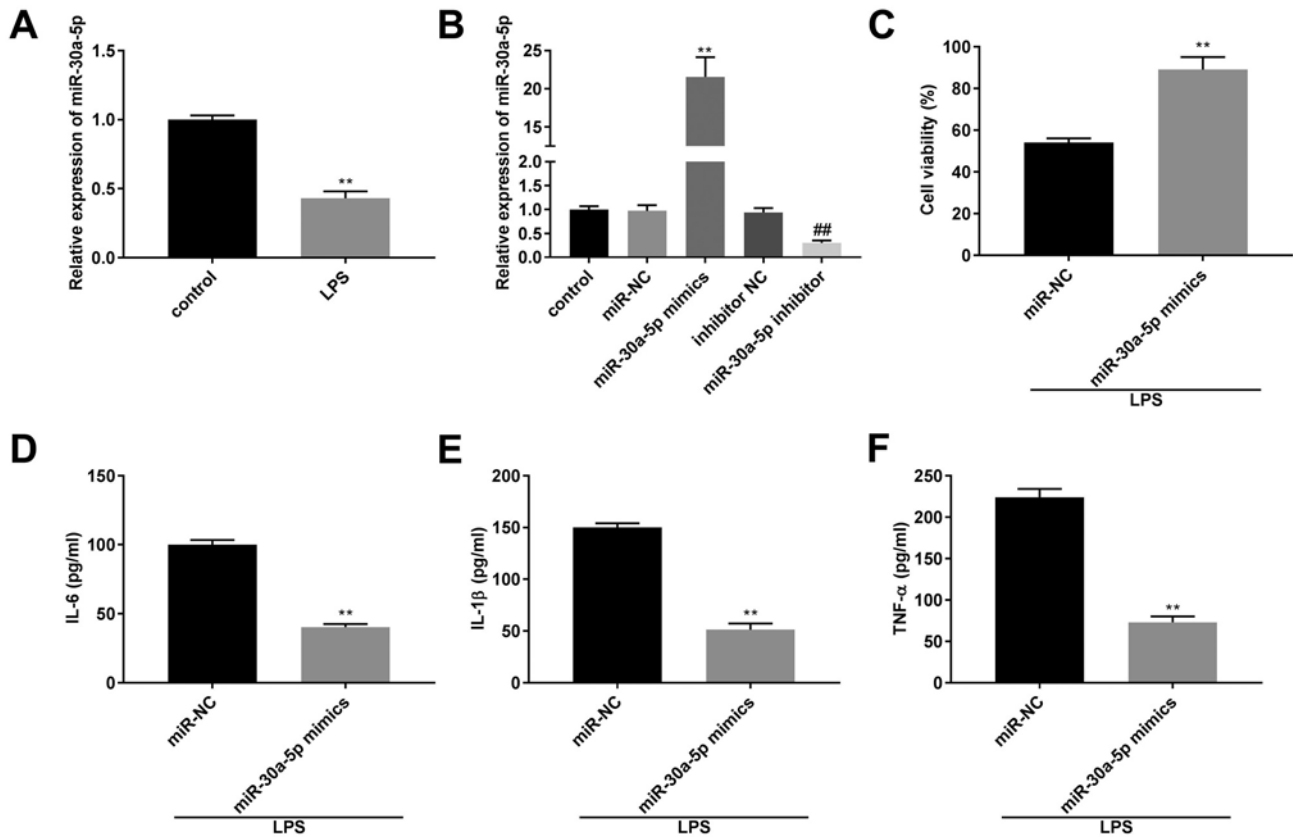 A
Relative expression of miR-30a-5p
1.5
1.0
0.5
0.0
**
control
LPS
B
Relative expression of miR-30a-5p
25
20
15
2.0
1.5
1.0
0.5
0.0
**
##
control
miR-NC
miR-30a-5p mimics
inhibitor NC
miR-30a-5p inhibitor
C
Cell viability (%)
100
80
60
40
20
0
**
miR-NC
miR-30a-5p mimics
LPS
D
IL-6 (pg/ml)
150
100
50
0
**
miR-NC
miR-30a-5p mimics
LPS
E
IL-1β (pg/ml)
200
150
100
50
0
**
miR-NC
miR-30a-5p mimics
LPS
F
TNF-α (pg/ml)
250
200
150
100
50
0
**
miR-NC
miR-30a-5p mimics
LPS